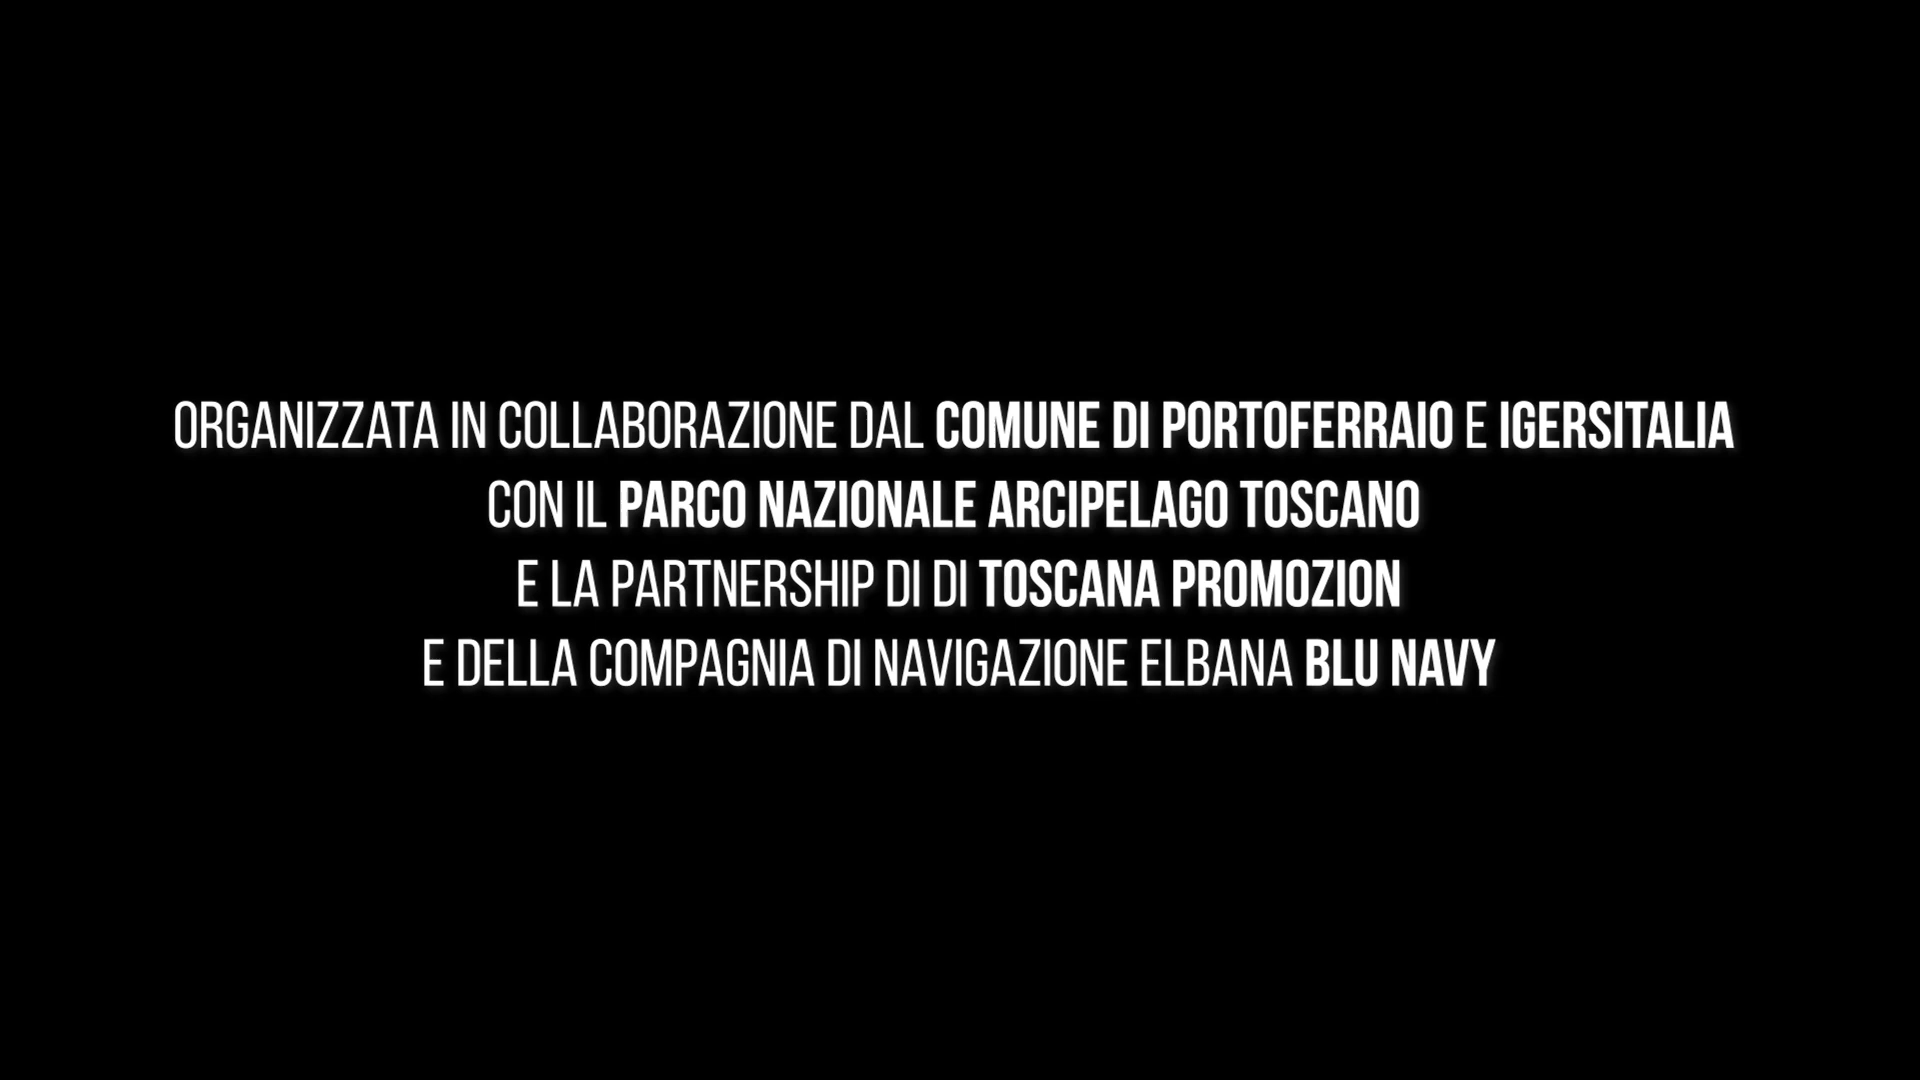 ORGANIZZATA IN COLLABORAZIONE DAL COMUNE DI PORTOFERRAIO E IGERSITALIA
CON IL PARCO NAZIONALE ARCIPELAGO TOSCANO
E LA PARTNERSHIP DI DI TOSCANA PROMOZION
E DELLA COMPAGNIA DI NAVIGAZIONE ELBANA BLU NAVY